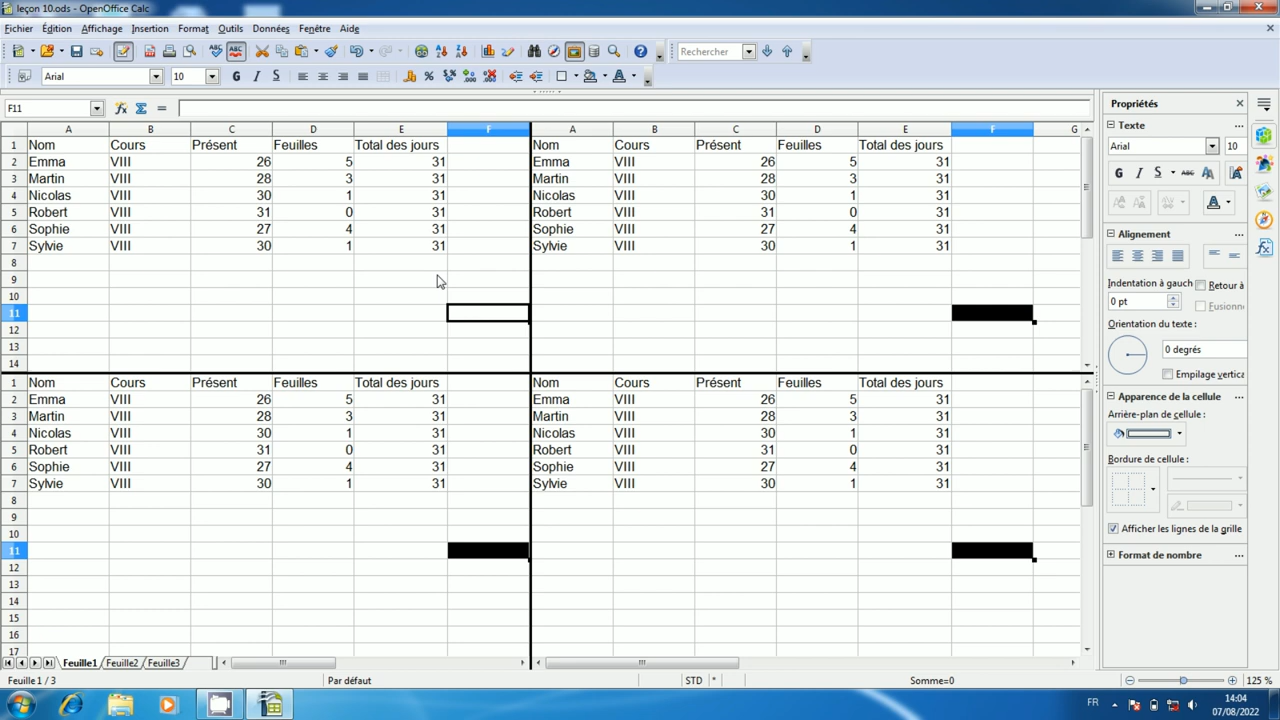 leçon 10.ods - OpenOffice Calc
Fichier Édition Affichage Insertion Format Outils Données Fenêtre Aide
Rechercher
Arial 10
F11
A B C D E F A B C D E F G
1 Nom Cours Présent Feuilles Total des jours Nom Cours Présent Feuilles Total des jours
2 Emma VIII 26 5 31 Emma VIII 26 5 31
3 Martin VIII 28 3 31 Martin VIII 28 3 31
4 Nicolas VIII 30 1 31 Nicolas VIII 30 1 31
5 Robert VIII 31 0 31 Robert VIII 31 0 31
6 Sophie VIII 27 4 31 Sophie VIII 27 4 31
7 Sylvie VIII 30 1 31 Sylvie VIII 30 1 31
8
9
10
11
12
13
14
1 Nom Cours Présent Feuilles Total des jours Nom Cours Présent Feuilles Total des jours
2 Emma VIII 26 5 31 Emma VIII 26 5 31
3 Martin VIII 28 3 31 Martin VIII 28 3 31
4 Nicolas VIII 30 1 31 Nicolas VIII 30 1 31
5 Robert VIII 31 0 31 Robert VIII 31 0 31
6 Sophie VIII 27 4 31 Sophie VIII 27 4 31
7 Sylvie VIII 30 1 31 Sylvie VIII 30 1 31
8
9
10
11
12
13
14
15
16
17
Propriétés
Texte
Arial 10
Alignement
Indentation à gauch Retour à
0 pt Fusionne
Orientation du texte :
0 degrés
Empilage vertica
Apparence de la cellule
Arrière-plan de cellule :
Bordure de cellule :
Afficher les lignes de la grille
Format de nombre
Feuille1 Feuille2 Feuille3
Feuille 1 / 3 Par défaut STD * Somme=0 125 %
FR 14:04
07/08/2022